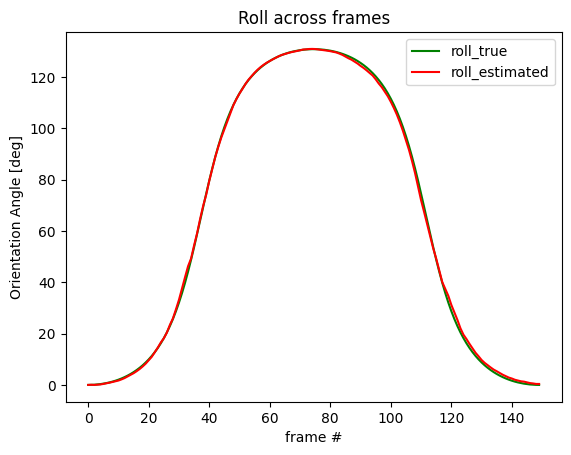 Roll across frames
roll_true
roll_estimated
Orientation Angle [deg]
120
100
80
60
40
20
0
0 20 40 60 80 100 120 140
frame #